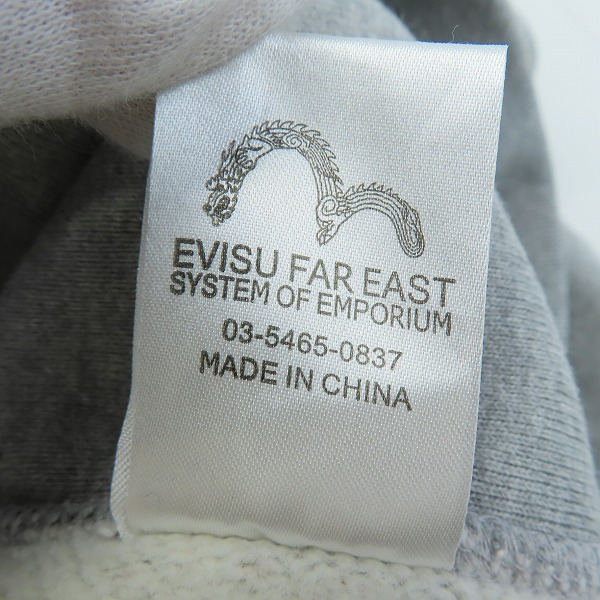 EVISU FAR EAST
SYSTEM OF EMPORIUM
03-5465-0837
MADE IN CHINA